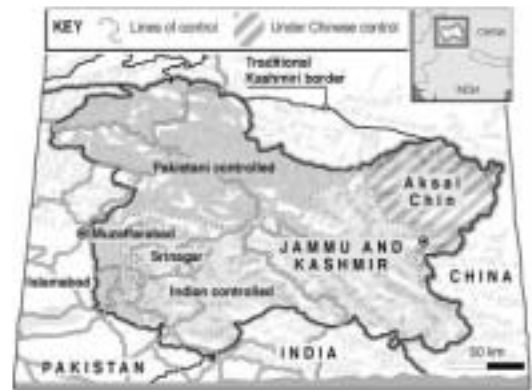 KEY
Lines of control
Under Chinese control
CHINA
INDIA
Traditional
Kashmiri border
Pakistani controlled
Aksai
Chin
Muzaffarabad
Srinagar
JAMMU AND
KASHMIR
Islamabad
CHINA
Indian controlled
INDIA
PAKISTAN
50 km